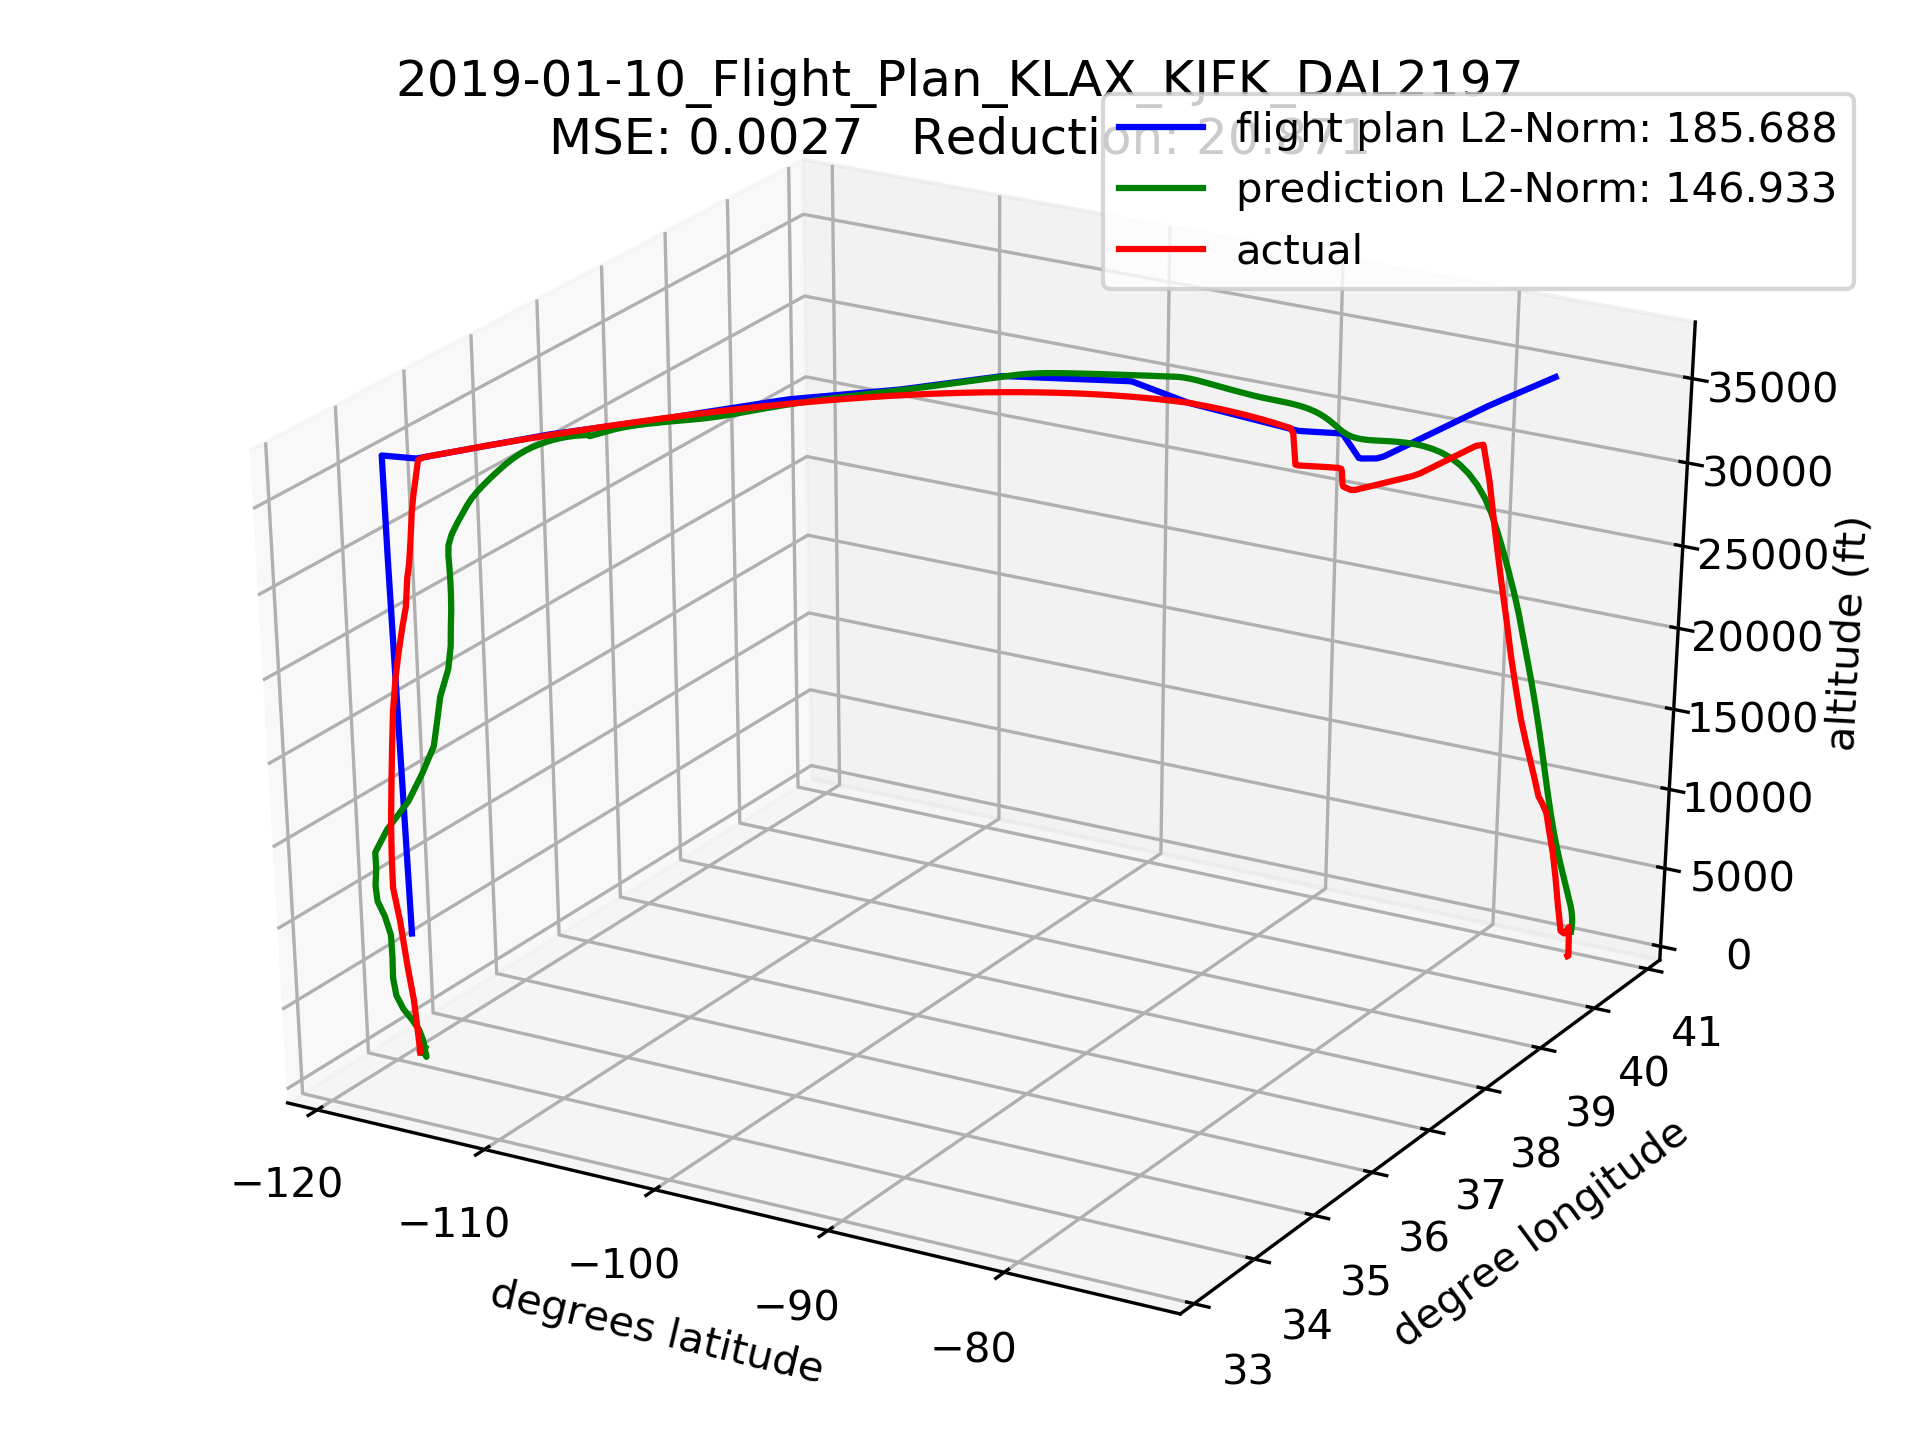 2019-01-10_Flight_Plan_KLAX_KJFK_DAL2197
MSE: 0.0027   Reduction: 20.871
flight plan L2-Norm: 185.688
prediction L2-Norm: 146.933
actual
35000
30000
25000
20000
15000
10000
5000
0
altitude (ft)
41
40
39
38
37
36
35
34
33
degree longitude
−120
−110
−100
−90
−80
degrees latitude